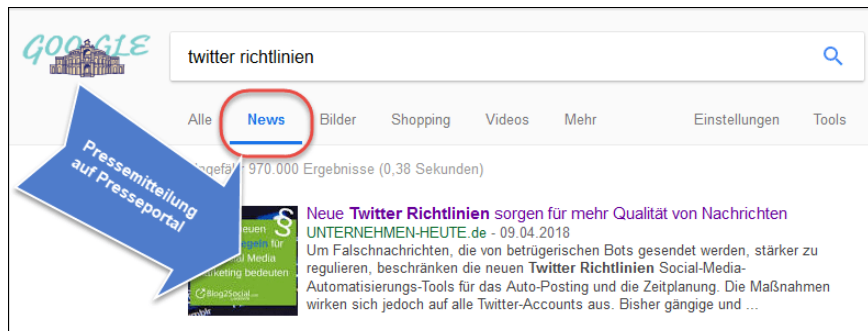 GOOGLE
twitter richtlinien
Alle News Bilder Shopping Videos Mehr Einstellungen Tools
Pressemitteilung
auf Presseportal
970.000 Ergebnisse (0,38 Sekunden)
Neue Twitter Richtlinien sorgen für mehr Qualität von Nachrichten
UNTERNEHMEN-HEUTE.de - 09.04.2018
Um Falschnachrichten, die von betrügerischen Bots gesendet werden, stärker zu
regulieren, beschränken die neuen Twitter Richtlinien Social-Media-
Automatisierungs-Tools für das Auto-Posting und die Zeitplanung. Die Maßnahmen
wirken sich jedoch auf alle Twitter-Accounts aus. Bisher gängige und ...
§
für
Media
bedeuten
Blog2Social